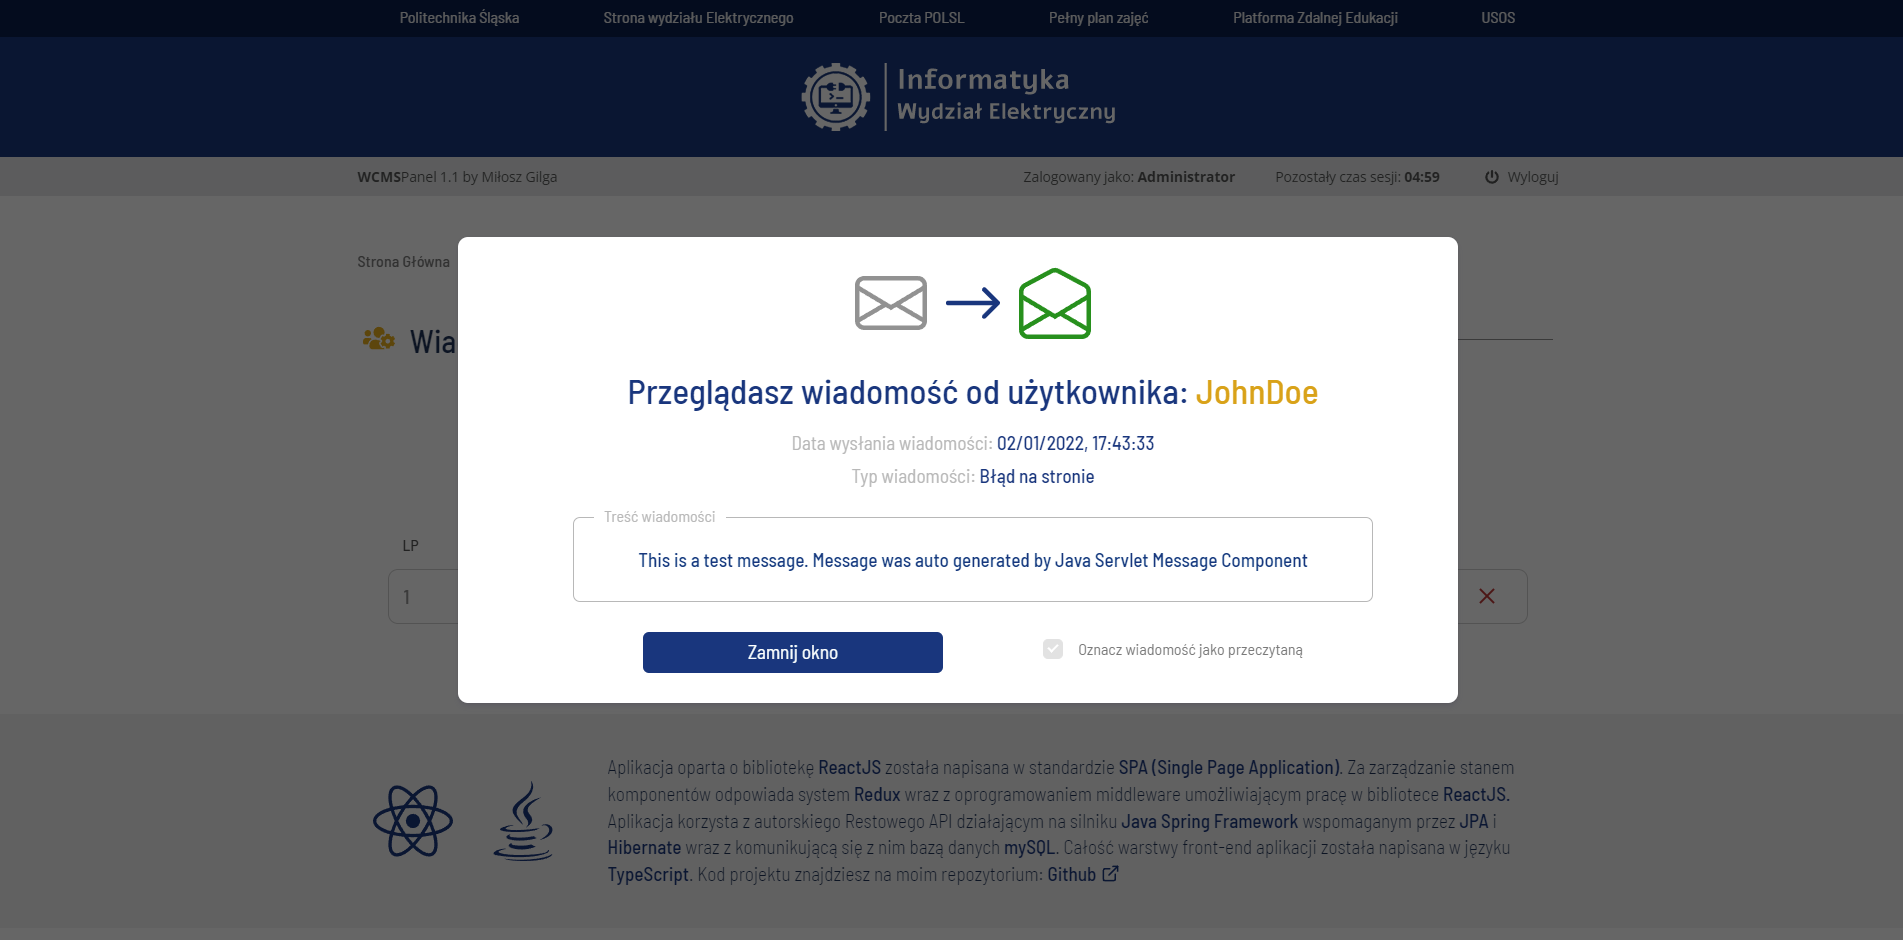 Politechnika Śląska
Strona wydziału Elektrycznego
Poczta POLSL
Pełny plan zajęć
Platforma Zdalnej Edukacji
USOS
Informatyka
Wydział Elektryczny
WCMSPanel 1.1 by Miłosz Gilga
Zalogowany jako: Administrator
Pozostały czas sesji: 04:59
Wyloguj
Strona Główna
Wia
Przeglądasz wiadomość od użytkownika: JohnDoe
Data wysłania wiadomości: 02/01/2022, 17:43:33
Typ wiadomości: Błąd na stronie
Treść wiadomości
This is a test message. Message was auto generated by Java Servlet Message Component
LP
1
Zamnij okno
Oznacz wiadomość jako przeczytaną
Aplikacja oparta o bibliotekę ReactJS została napisana w standardzie SPA (Single Page Application). Za zarządzanie stanem
komponentów odpowiada system Redux wraz z oprogramowaniem middleware umożliwiającym pracę w bibliotece ReactJS.
Aplikacja korzysta z autorskiego Restowego API działającym na silniku Java Spring Framework wspomaganym przez JPA i
Hibernate wraz z komunikującą się z nim bazą danych mySQL. Całość warstwy front-end aplikacji została napisana w języku
TypeScript. Kod projektu znajdziesz na moim repozytorium: Github